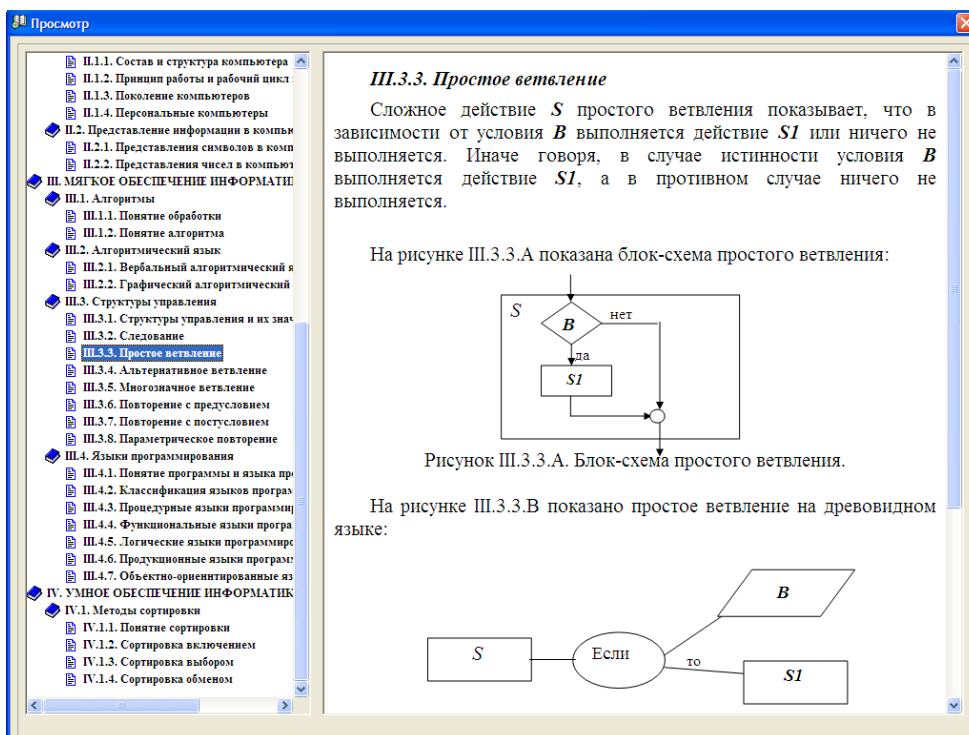 Просмотр
II.1.1. Состав и структура компьютера
II.1.2. Принцип работы и рабочий цикл
II.1.3. Поколение компьютеров
II.1.4. Персональные компьютеры
II.2. Представление информации в компью
II.2.1. Представления символов в комп
II.2.2. Представления чисел в компьют
III. МЯГКОЕ ОБЕСПЕЧЕНИЕ ИНФОРМАТИ
III.1. Алгоритмы
III.1.1. Понятие обработки
III.1.2. Понятие алгоритма
III.2. Алгоритмический язык
III.2.1. Вербальный алгоритмический я
III.2.2. Графический алгоритмический
III.3. Структуры управления
III.3.1. Структуры управления и их знач
III.3.2. Следование
III.3.3. Простое ветвление
III.3.4. Альтернативное ветвление
III.3.5. Многозначное ветвление
III.3.6. Повторение с предусловием
III.3.7. Повторение с постусловием
III.3.8. Параметрическое повторение
III.4. Языки программирования
III.4.1. Понятие программы и языка про
III.4.2. Классификация языков програм
III.4.3. Процедурные языки программи
III.4.4. Функциональные языки програ
III.4.5. Логические языки программиро
III.4.6. Продукционные языки програм
III.4.7. Объектно-ориеннтированные яз
IV. УМНОЕ ОБЕСПЕЧЕНИЕ ИНФОРМАТИК
IV.1. Методы сортировки
IV.1.1. Понятие сортировки
IV.1.2. Сортировка включением
IV.1.3. Сортировка выбором
IV.1.4. Сортировка обменом
III.3.3. Простое ветвление
Сложное действие S простого ветвления показывает, что в
зависимости от условия B выполняется действие S1 или ничего не
выполняется. Иначе говоря, в случае истинности условия B
выполняется действие S1, а в противном случае ничего не
выполняется.
На рисунке III.3.3.A показана блок-схема простого ветвления:
S
B
нет
да
S1
Рисунок III.3.3.A. Блок-схема простого ветвления.
На рисунке III.3.3.B показано простое ветвление на древовидном
языке:
B
S
Если
то
S1